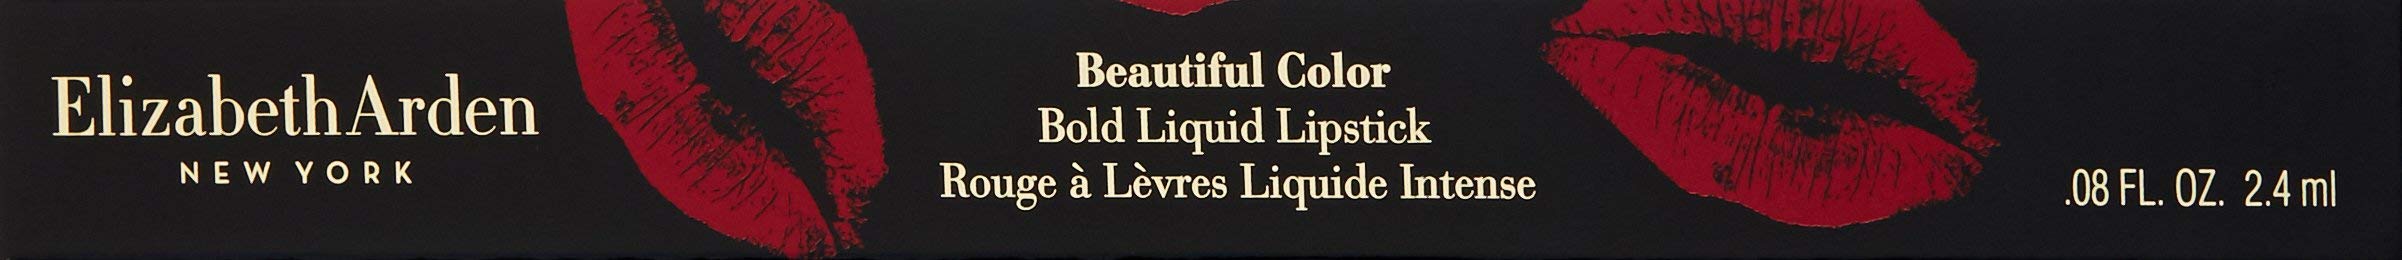 Elizabeth Arden
NEW YORK
Beautiful Color
Bold Liquid Lipstick
Rouge à Lèvres Liquide Intense
.08 FL. OZ. 2.4 ml